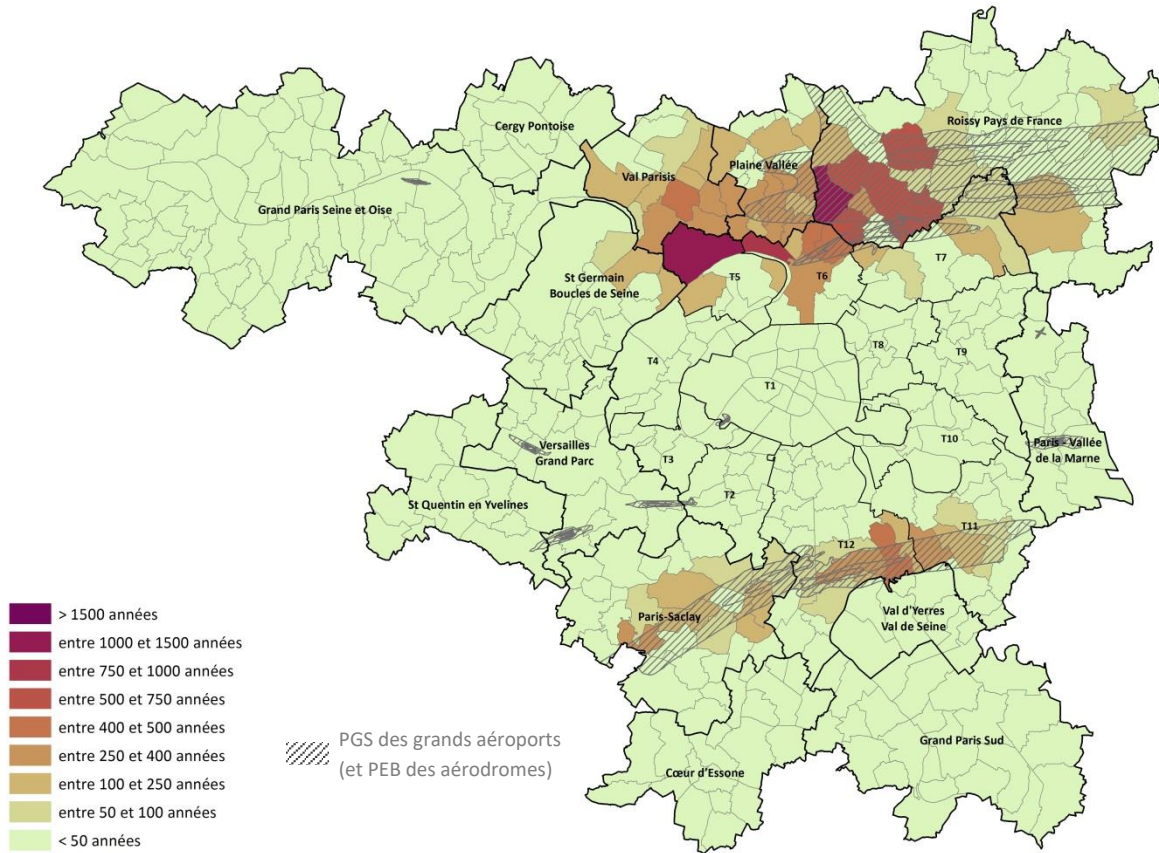 Cergy Pontoise
Roissy Pays de France
Val Parisis
Plaine Vallée
Grand Paris Seine et Oise
St Germain
Boucles de Seine
T5
T6
T7
T4
T8
T9
T1
Versailles
Grand Parc
T3
T10
Paris - Vallée
de la Marne
St Quentin en Yvelines
T2
T12
T11
Paris-Saclay
Val d'Yerres
Val de Seine
Grand Paris Sud
Cœur d'Essone
> 1500 années
entre 1000 et 1500 années
entre 750 et 1000 années
entre 500 et 750 années
entre 400 et 500 années
entre 250 et 400 années
entre 100 et 250 années
entre 50 et 100 années
< 50 années
PGS des grands aéroports
(et PEB des aérodromes)